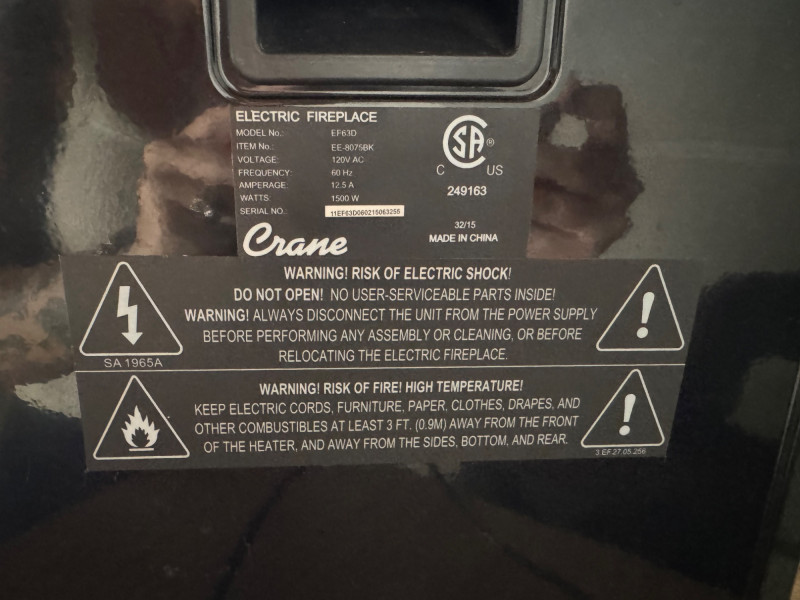 ELECTRIC FIREPLACE
MODEL No.: EF63D
ITEM No.: EE-8075BK
VOLTAGE: 120V AC
FREQUENCY: 60 Hz
AMPERAGE: 12.5 A
WATTS: 1500 W
SERIAL NO.: 11EF63D060215063255
Crane
SA ®
C US
249163
32/15
MADE IN CHINA
WARNING! RISK OF ELECTRIC SHOCK!
DO NOT OPEN! NO USER-SERVICEABLE PARTS INSIDE!
WARNING! ALWAYS DISCONNECT THE UNIT FROM THE POWER SUPPLY
BEFORE PERFORMING ANY ASSEMBLY OR CLEANING, OR BEFORE
RELOCATING THE ELECTRIC FIREPLACE.
SA 1965A
WARNING! RISK OF FIRE! HIGH TEMPERATURE!
KEEP ELECTRIC CORDS, FURNITURE, PAPER, CLOTHES, DRAPES, AND
OTHER COMBUSTIBLES AT LEAST 3 FT. (0.9M) AWAY FROM THE FRONT
OF THE HEATER, AND AWAY FROM THE SIDES, BOTTOM, AND REAR.
3.EF.27.05.256